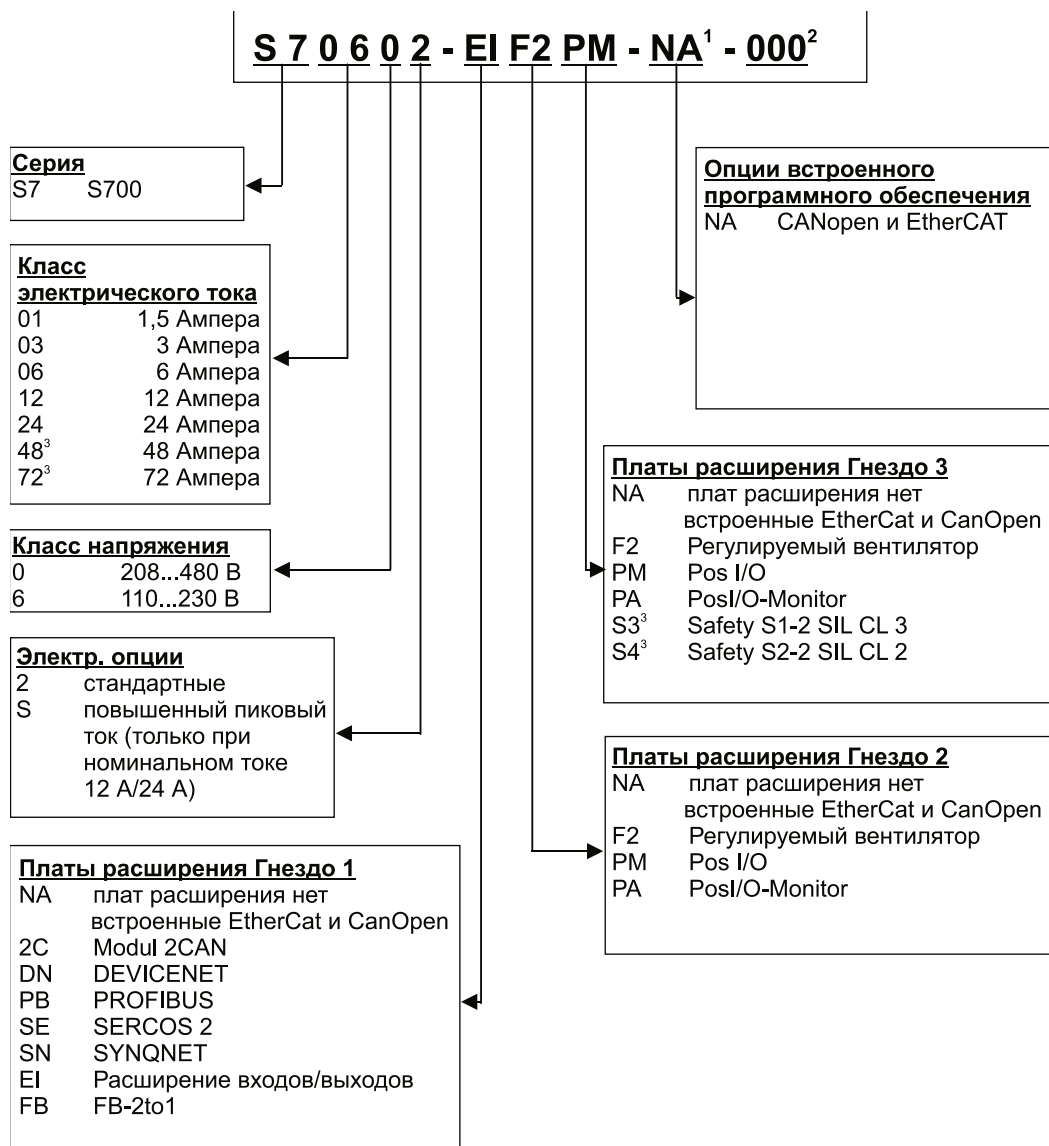 S 7 0 6 0 2 - EI F2 PM - NA¹ - 000²
Серия
S7 S700
Класс
электрического тока
01 1,5 Ампера
03 3 Ампера
06 6 Ампера
12 12 Ампера
24 24 Ампера
48³ 48 Ампера
72³ 72 Ампера
Класс напряжения
0 208...480 В
6 110...230 В
Электр. опции
2 стандартные
S повышенный пиковый
ток (только при
номинальном токе
12 А/24 А)
Платы расширения Гнездо 1
NA плат расширения нет
встроенные EtherCat и CanOpen
2C Modul 2CAN
DN DEVICENET
PB PROFIBUS
SE SERCOS 2
SN SYNQNET
EI Расширение входов/выходов
FB FB-2to1
Опции встроенного
программного обеспечения
NA CANopen и EtherCAT
Платы расширения Гнездо 3
NA плат расширения нет
встроенные EtherCat и CanOpen
F2 Регулируемый вентилятор
PM Pos I/O
PA PosI/O-Monitor
S3³ Safety S1-2 SIL CL 3
S4³ Safety S2-2 SIL CL 2
Платы расширения Гнездо 2
NA плат расширения нет
встроенные EtherCat и CanOpen
F2 Регулируемый вентилятор
PM Pos I/O
PA PosI/O-Monitor